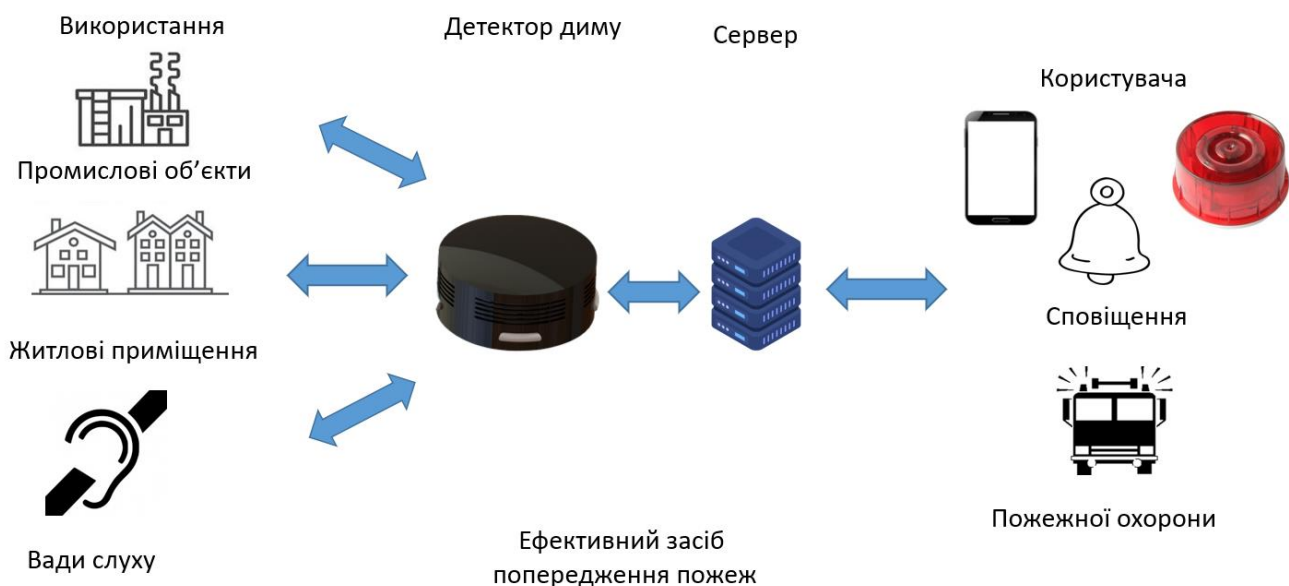 Використання
Детектор диму
Сервер
Користувача
Промислові об’єкти
Сповіщення
Житлові приміщення
Пожежної охорони
Вади слуху
Ефективний засіб
попередження пожеж